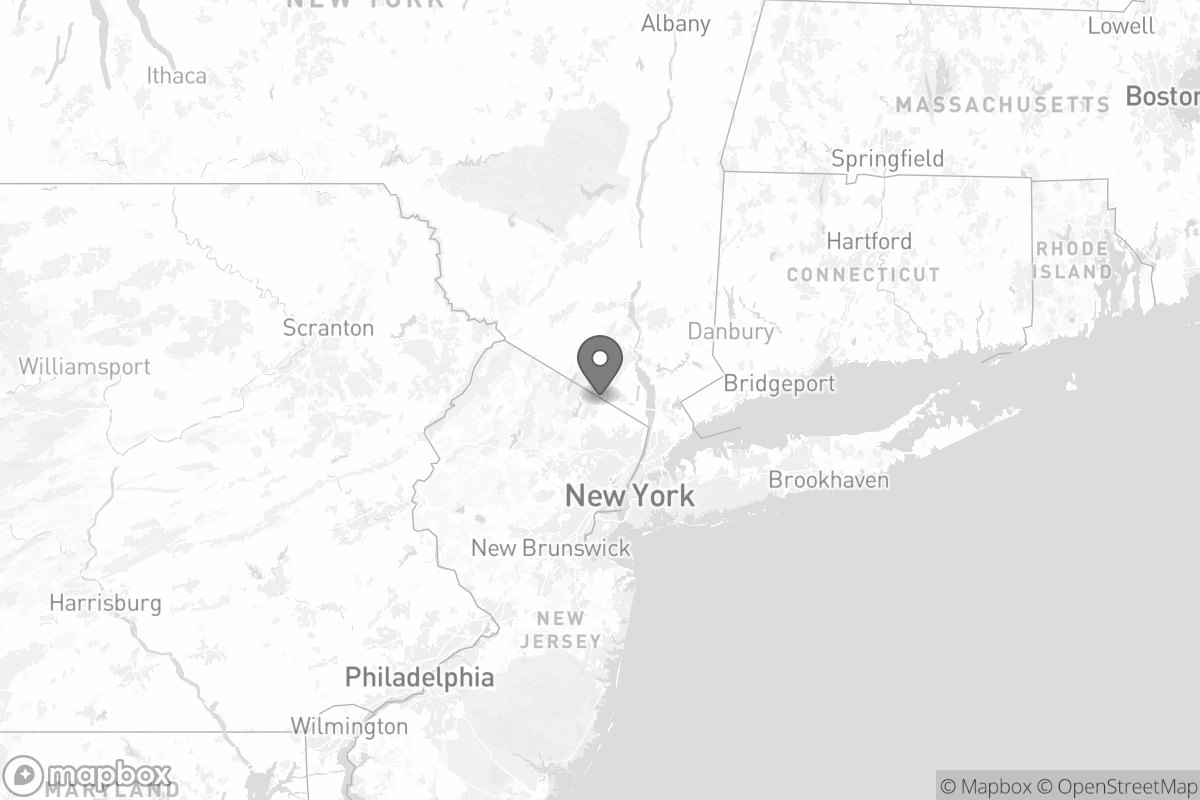 NEW YORK
Albany
Lowell
Ithaca
Boston
MASSACHUSETTS
Springfield
Hartford
CONNECTICUT
RHODE
ISLAND
Scranton
Danbury
Williamsport
Bridgeport
Brookhaven
New York
New Brunswick
Harrisburg
NEW
JERSEY
Philadelphia
Wilmington
mapbox
MARYLAND
© Mapbox © OpenStreetMap